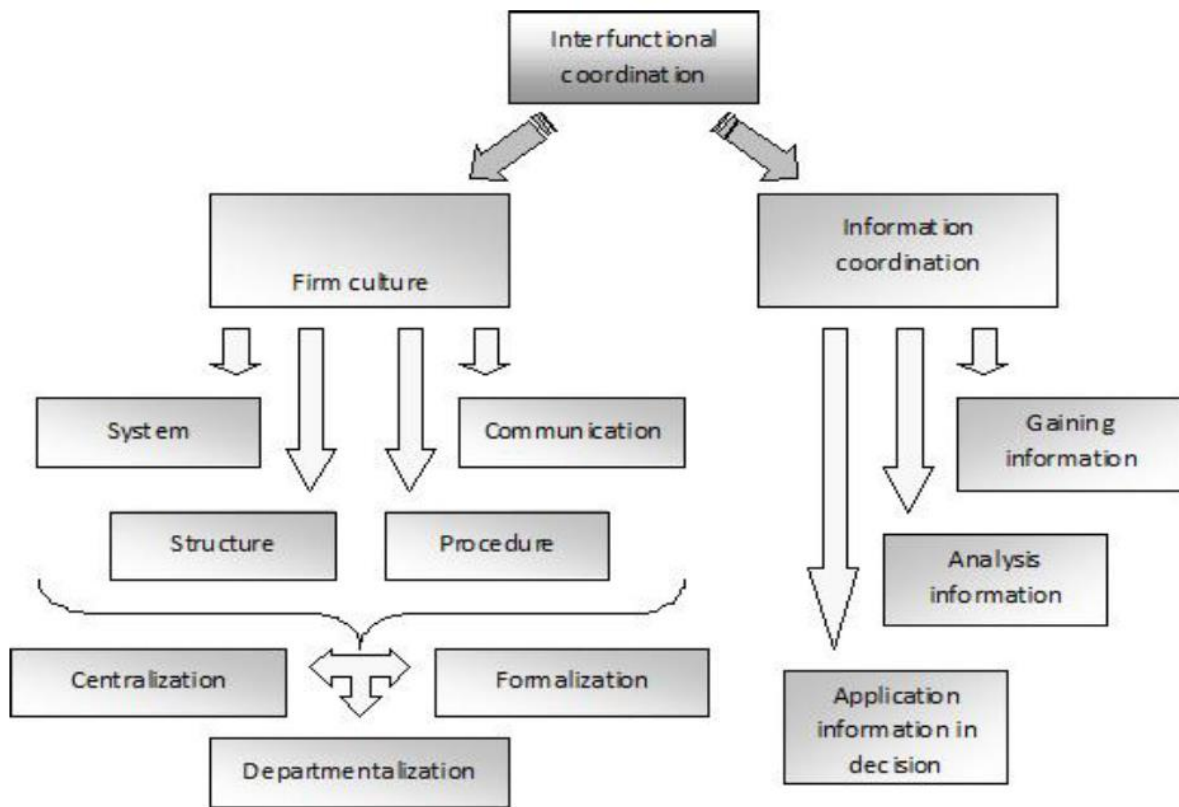 Interfunctional
coordination
Firm culture
Information
coordination
System
Communication
Gaining
information
Structure
Procedure
Analysis
information
Centralization
Formalization
Application
information in
decision
Departmentalization